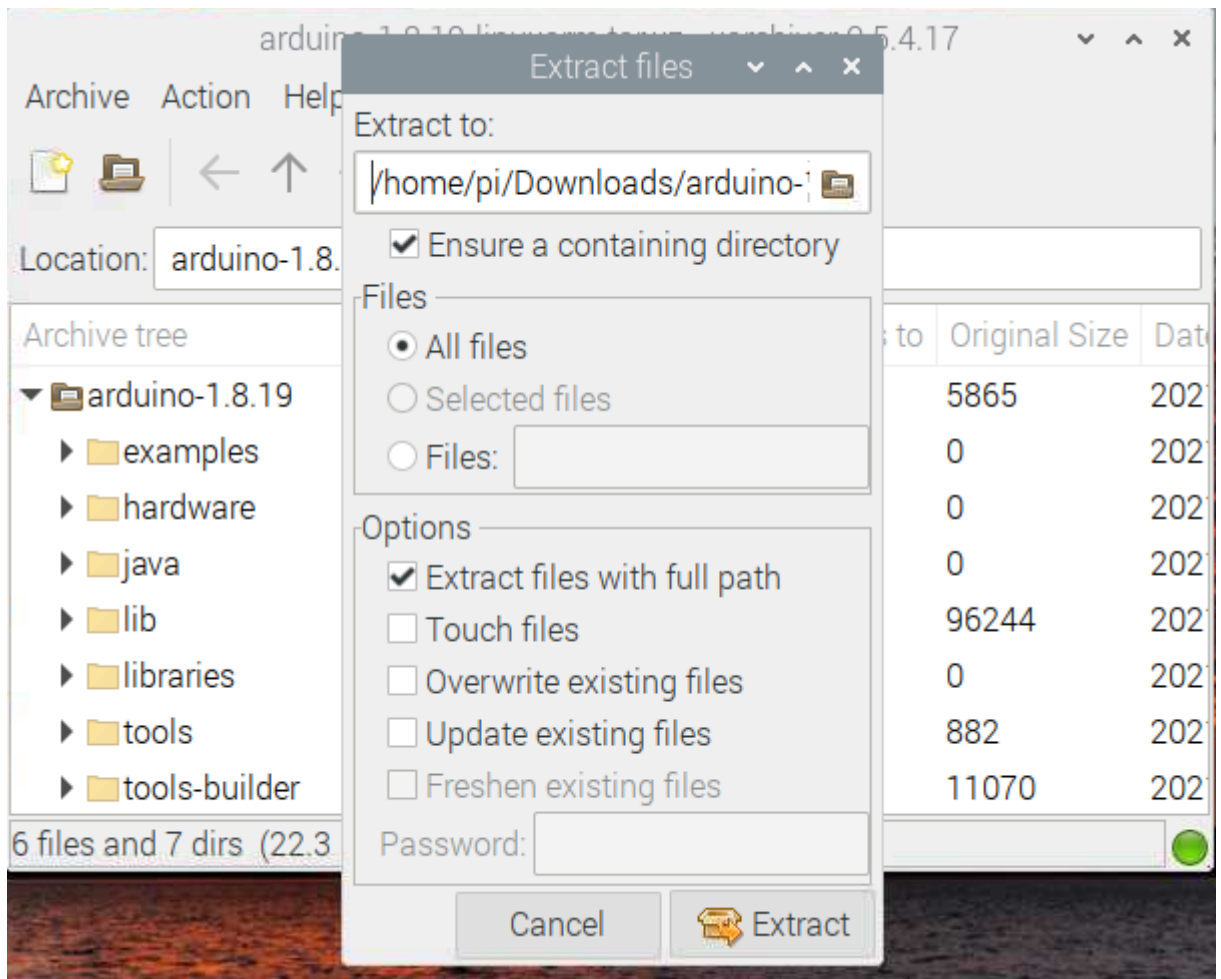 Extract files
Archive Action Help
Extract to:
/home/pi/Downloads/arduino-
Ensure a containing directory
Location: arduino-1.8.
Files
All files
Selected files
Files:
Archive tree to Original Size
arduino-1.8.19 5865
examples 0
hardware 0
java 0
lib 96244
libraries 0
tools 882
tools-builder 11070
Options
Extract files with full path
Touch files
Overwrite existing files
Update existing files
Freshen existing files
Password:
6 files and 7 dirs (22.3
Cancel Extract